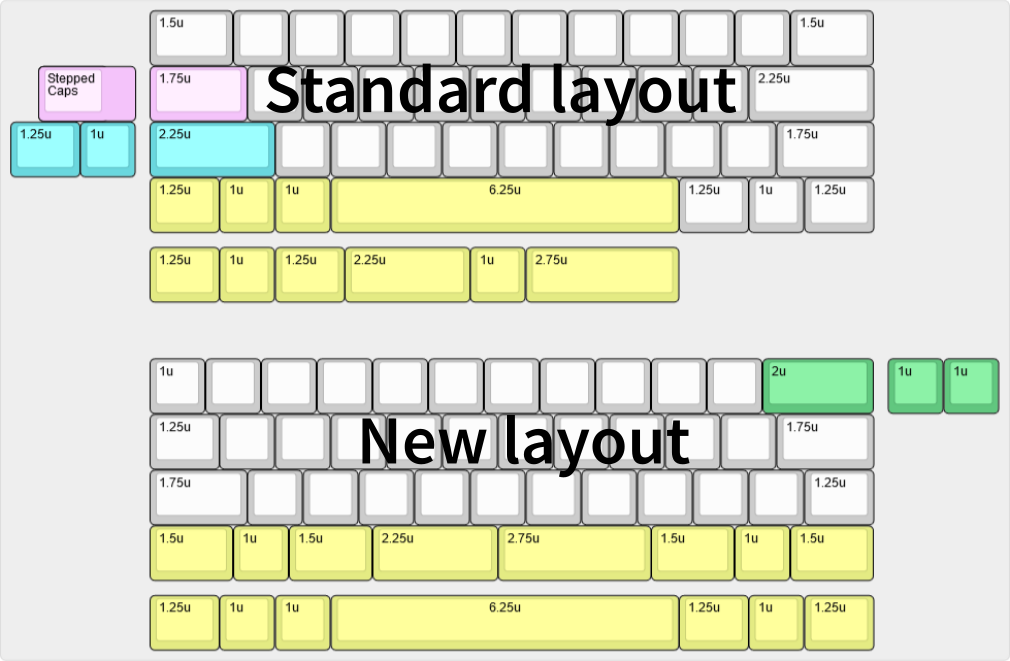 1.5u 1.5u
Stepped
Caps
1.75u Standard layout 2.25u
1.25u 1u 2.25u 1.75u
1.25u 1u 1u 6.25u 1.25u 1u 1.25u
1.25u 1u 1.25u 2.25u 1u 2.75u
1u 2u 1u 1u
1.25u New layout 1.75u
1.75u 1.25u
1.5u 1u 1.5u 2.25u 2.75u 1.5u 1u 1.5u
1.25u 1u 1u 6.25u 1.25u 1u 1.25u